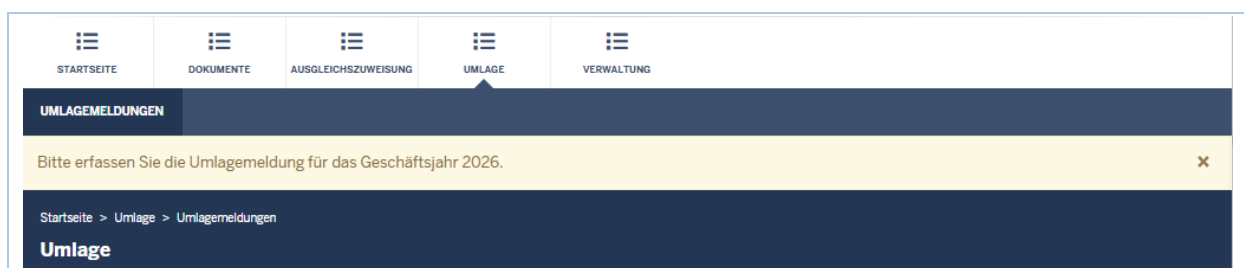 STARTSEITE DOKUMENTE AUSGLEICHSZUWEISUNG UMLAGE VERWALTUNG
UMLAGEMELDUNGEN
Bitte erfassen Sie die Umlagemeldung für das Geschäftsjahr 2026.
Startseite > Umlage > Umlagemeldungen
Umlage